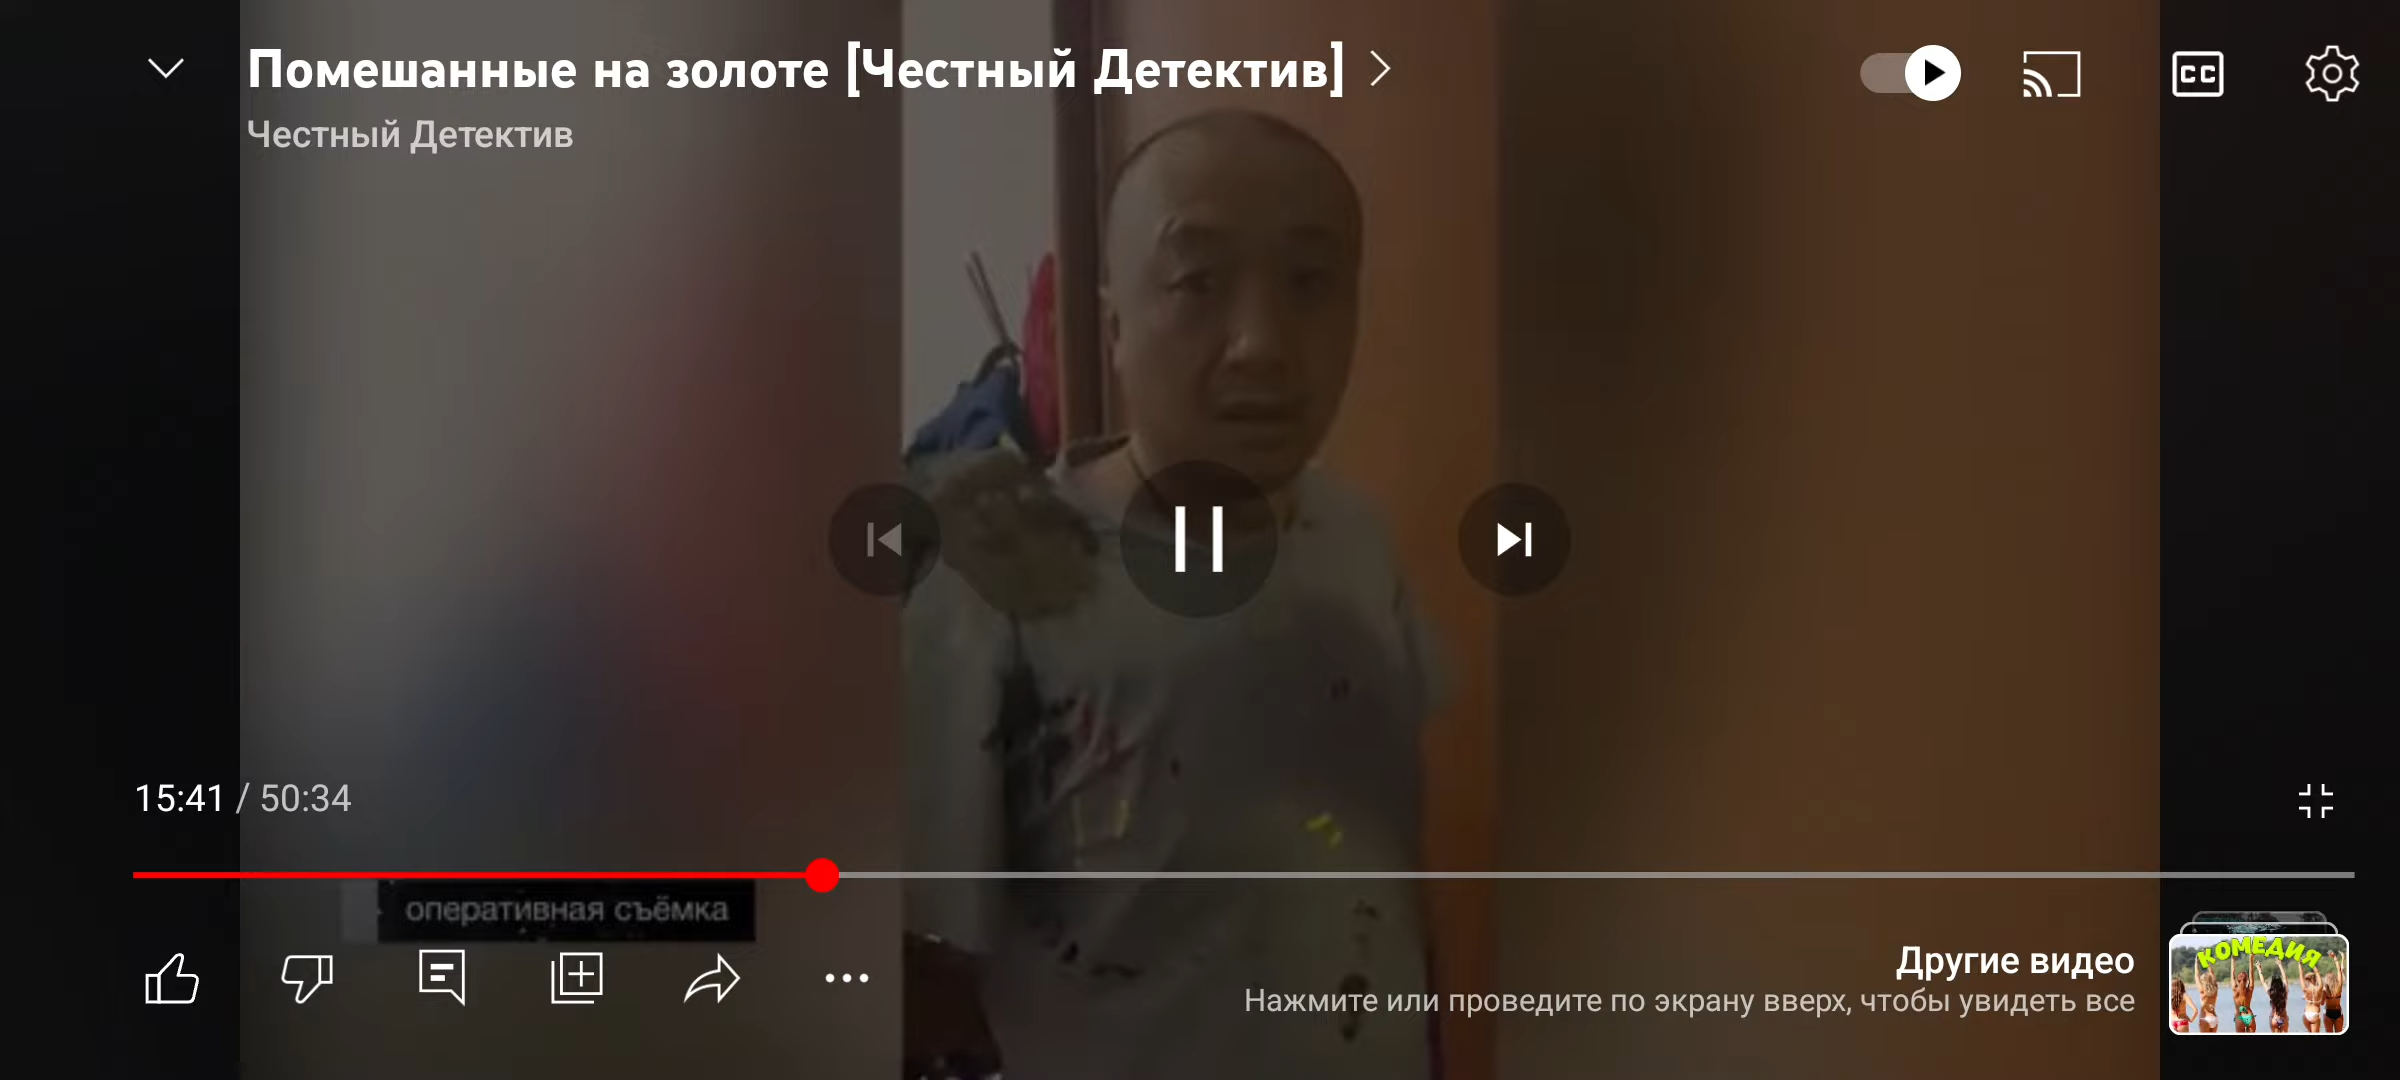 Помешанные на золоте [Честный Детектив]
Честный Детектив
CC
15:41 / 50:34
оперативная съёмка
Другие видео
Нажмите или проведите по экрану вверх, чтобы увидеть все
КОМЕДИЯ